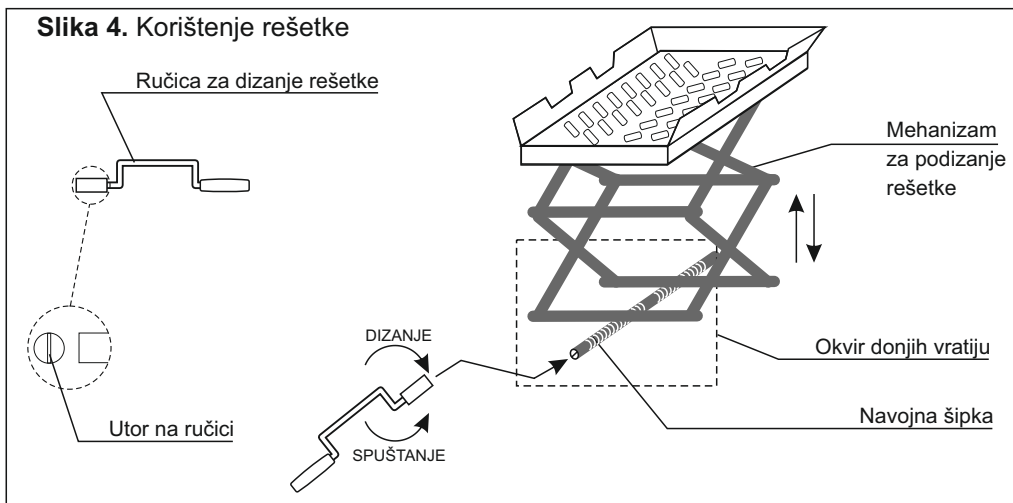 Slika 4. Korištenje rešetke
Ručica za dizanje rešetke
Mehanizam
za podizanje
rešetke
DIZANJE
Okvir donjih vratiju
Navojna šipka
Utor na ručici
SPUŠTANJE